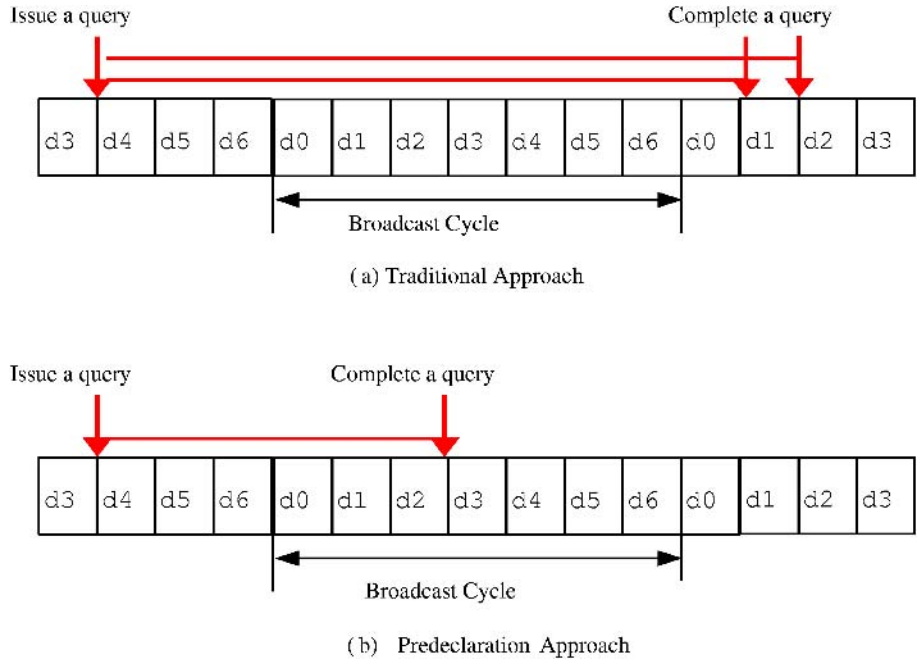 Issue a query Complete a query
d3 d4 d5 d6 d0 d1 d2 d3 d4 d5 d6 d0 d1 d2 d3
Broadcast Cycle
( a ) Traditional Approach
Issue a query Complete a query
d3 d4 d5 d6 d0 d1 d2 d3 d4 d5 d6 d0 d1 d2 d3
Broadcast Cycle
( b ) Predeclaration Approach